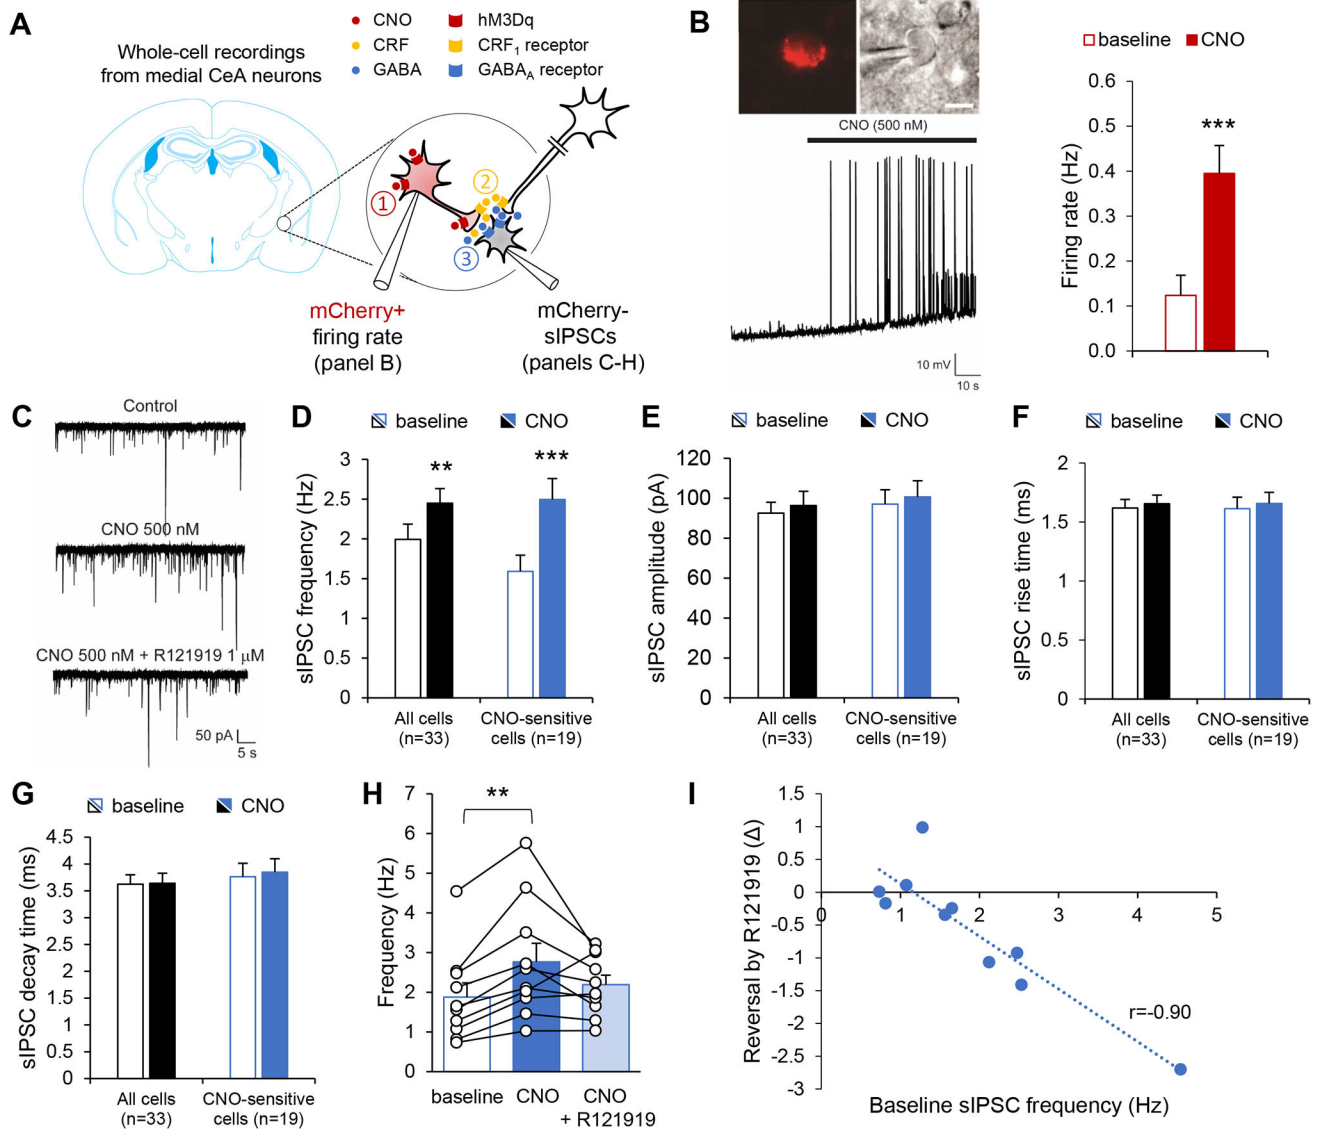 A
Whole-cell recordings
from medial CeA neurons
CNO
CRF
GABA
hM3Dq
CRF1 receptor
GABAA receptor
1
2
3
mCherry+
firing rate
(panel B)
mCherry-
sIPSCs
(panels C-H)
B
CNO (500 nM)
10 mV
10 s
baseline
CNO
Firing rate (Hz)
0.6
0.5
0.4
0.3
0.2
0.1
0.0
***
C
Control
CNO 500 nM
CNO 500 nM + R121919 1 μM
50 pA
5 s
D
baseline
CNO
sIPSC frequency (Hz)
3
2.5
2
1.5
1
0.5
0
**
***
All cells
(n=33)
CNO-sensitive
cells (n=19)
E
baseline
CNO
sIPSC amplitude (pA)
120
100
80
60
40
20
0
All cells
(n=33)
CNO-sensitive
cells (n=19)
F
baseline
CNO
sIPSC rise time (ms)
2
1.5
1
0.5
0
All cells
(n=33)
CNO-sensitive
cells (n=19)
G
baseline
CNO
sIPSC decay time (ms)
4.5
4
3.5
3
2.5
2
1.5
1
0.5
0
All cells
(n=33)
CNO-sensitive
cells (n=19)
H
Frequency (Hz)
7
6
5
4
3
2
1
0
**
baseline
CNO
CNO
+ R121919
I
Reversal by R121919 (Δ)
1.5
1
0.5
0
-0.5
-1
-1.5
-2
-2.5
-3
0
1
2
3
4
5
r=-0.90
Baseline sIPSC frequency (Hz)